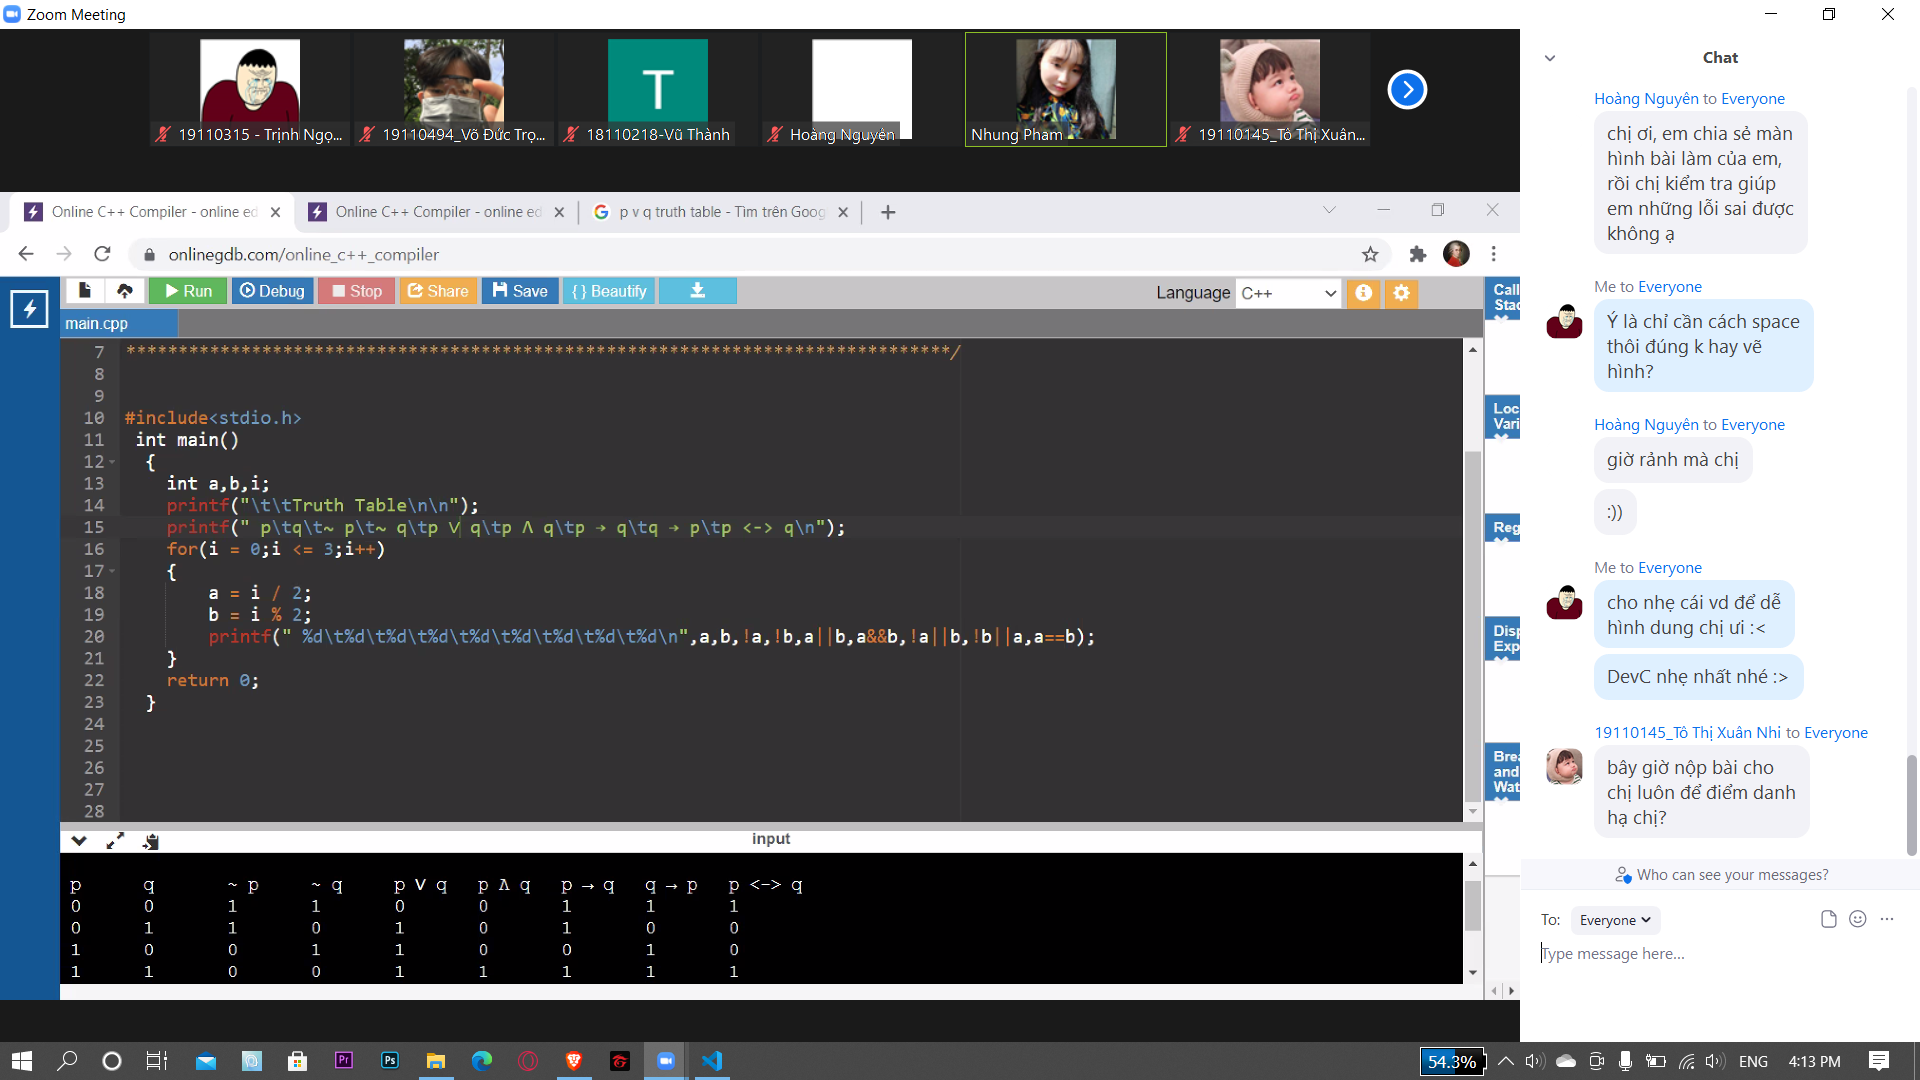 Zoom Meeting
19110315 - Trịnh Ngọ...
19110494_Võ Đức Trọ...
18110218-Vũ Thành
T
Hoàng Nguyên
Nhung Pham
19110145_Tô Thị Xuân...
Online C++ Compiler - online ed
Online C++ Compiler - online ed
p v q truth table - Tìm trên Goog
onlinegdb.com/online_c++_compiler
Run
Debug
Stop
Share
Save
{ } Beautify
Language
C++
main.cpp
7 *******************************************************************************/
8
9
10 #include<stdio.h>
11 int main()
12 {
13 int a,b,i;
14 printf("\t\tTruth Table\n\n");
15 printf(" p\tq\t~ p\t~ q\tp V q\tp Λ q\tp → q\tq → p\tp <-> q\n");
16 for(i = 0;i <= 3;i++)
17 {
18 a = i / 2;
19 b = i % 2;
20 printf(" %d\t%d\t%d\t%d\t%d\t%d\t%d\t%d\t%d\n",a,b,!a,!b,a||b,a&&b,!a||b,!b||a,a==b);
21 }
22 return 0;
23 }
24
25
26
27
28
Call
Stac
Loc
Vari
Reg
Disp
Exp
Brea
and
Wat
input
p q ~ p ~ q p V q p Λ q p → q q → p p <-> q
0 0 1 1 0 0 1 1 1
0 1 1 0 1 0 1 0 0
1 0 0 1 1 0 0 1 0
1 1 0 0 1 1 1 1 1
Chat
Hoàng Nguyên to Everyone
chị ơi, em chia sẻ màn
hình bài làm của em,
rồi chị kiểm tra giúp
em những lỗi sai được
không ạ
Me to Everyone
Ý là chỉ cần cách space
thôi đúng k hay vẽ
hình?
Hoàng Nguyên to Everyone
giờ rảnh mà chị
:))
Me to Everyone
cho nhẹ cái vd để dễ
hình dung chị ưi :<
DevC nhẹ nhất nhé :>
19110145_Tô Thị Xuân Nhi to Everyone
bây giờ nộp bài cho
chị luôn để điểm danh
hạ chị?
Who can see your messages?
To: Everyone
Type message here...
Pr
Ps
54.3%
ENG
4:13 PM